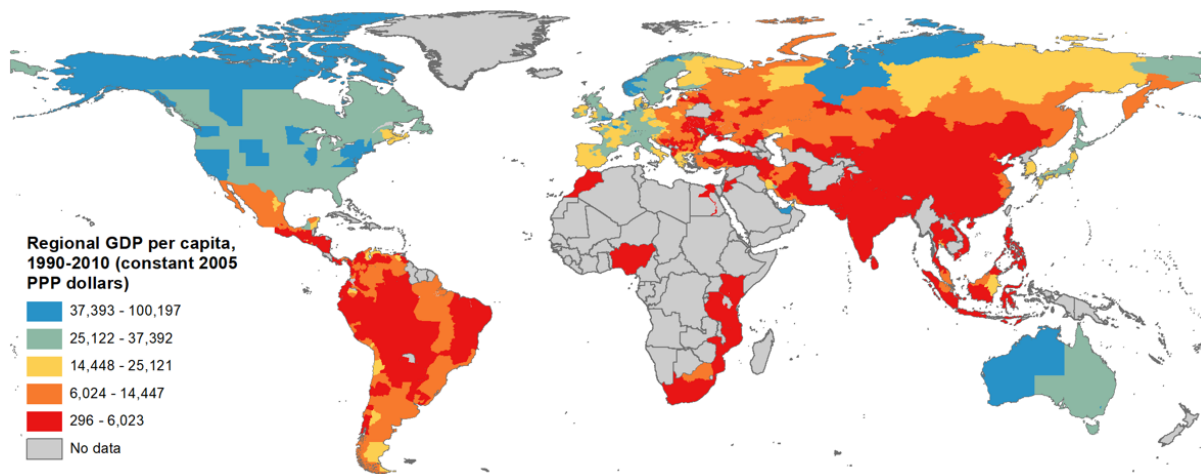 Regional GDP per capita,
1990-2010 (constant 2005
PPP dollars)
37,393 - 100,197
25,122 - 37,392
14,448 - 25,121
6,024 - 14,447
296 - 6,023
No data